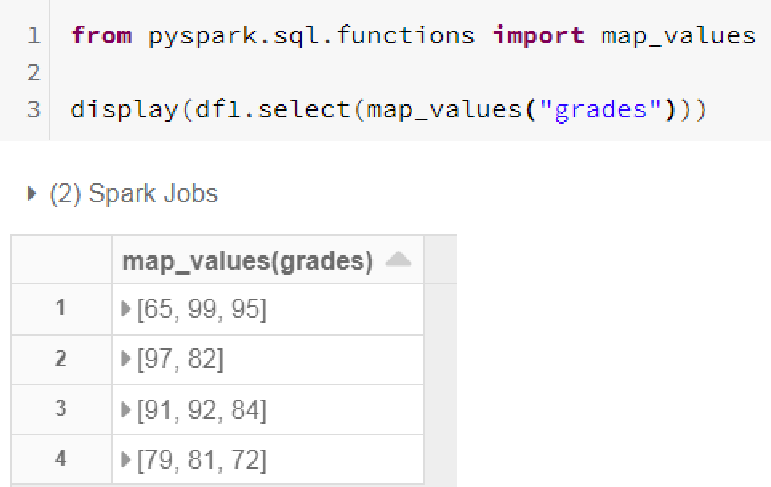 1 from pyspark.sql.functions import map_values
2
3 display(df1.select(map_values("grades")))
(2) Spark Jobs
map_values(grades)
1 [65, 99, 95]
2 [97, 82]
3 [91, 92, 84]
4 [79, 81, 72]